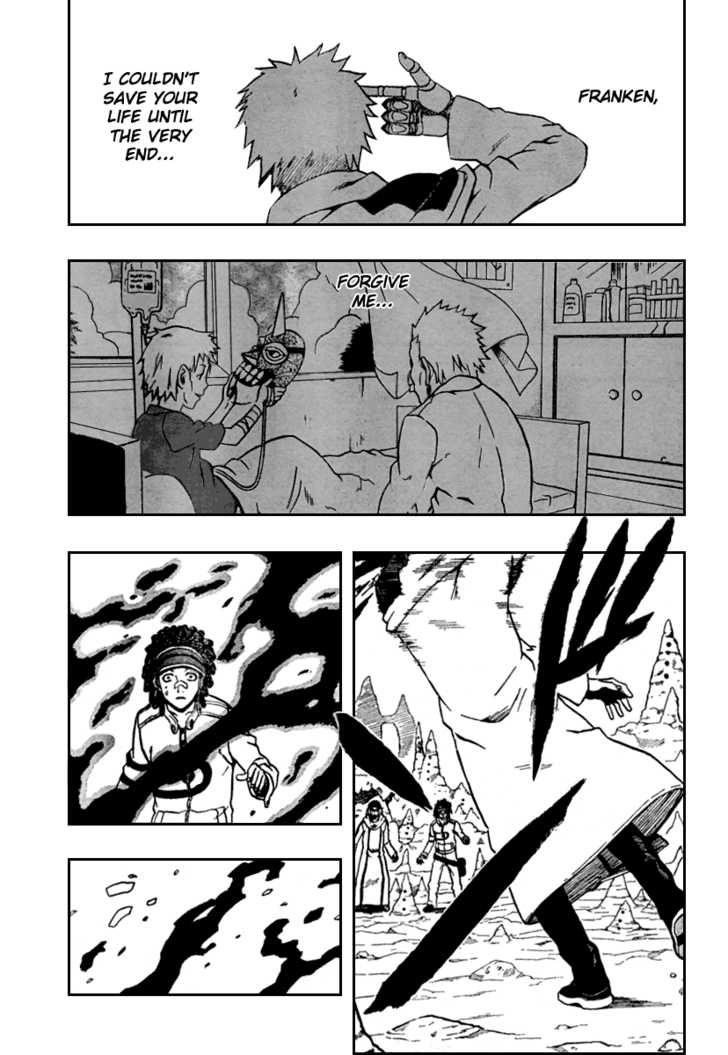 FRANKEN,
I COULDN'T
SAVE YOUR
LIFE UNTIL
THE VERY
END...
FORGIVE
ME...